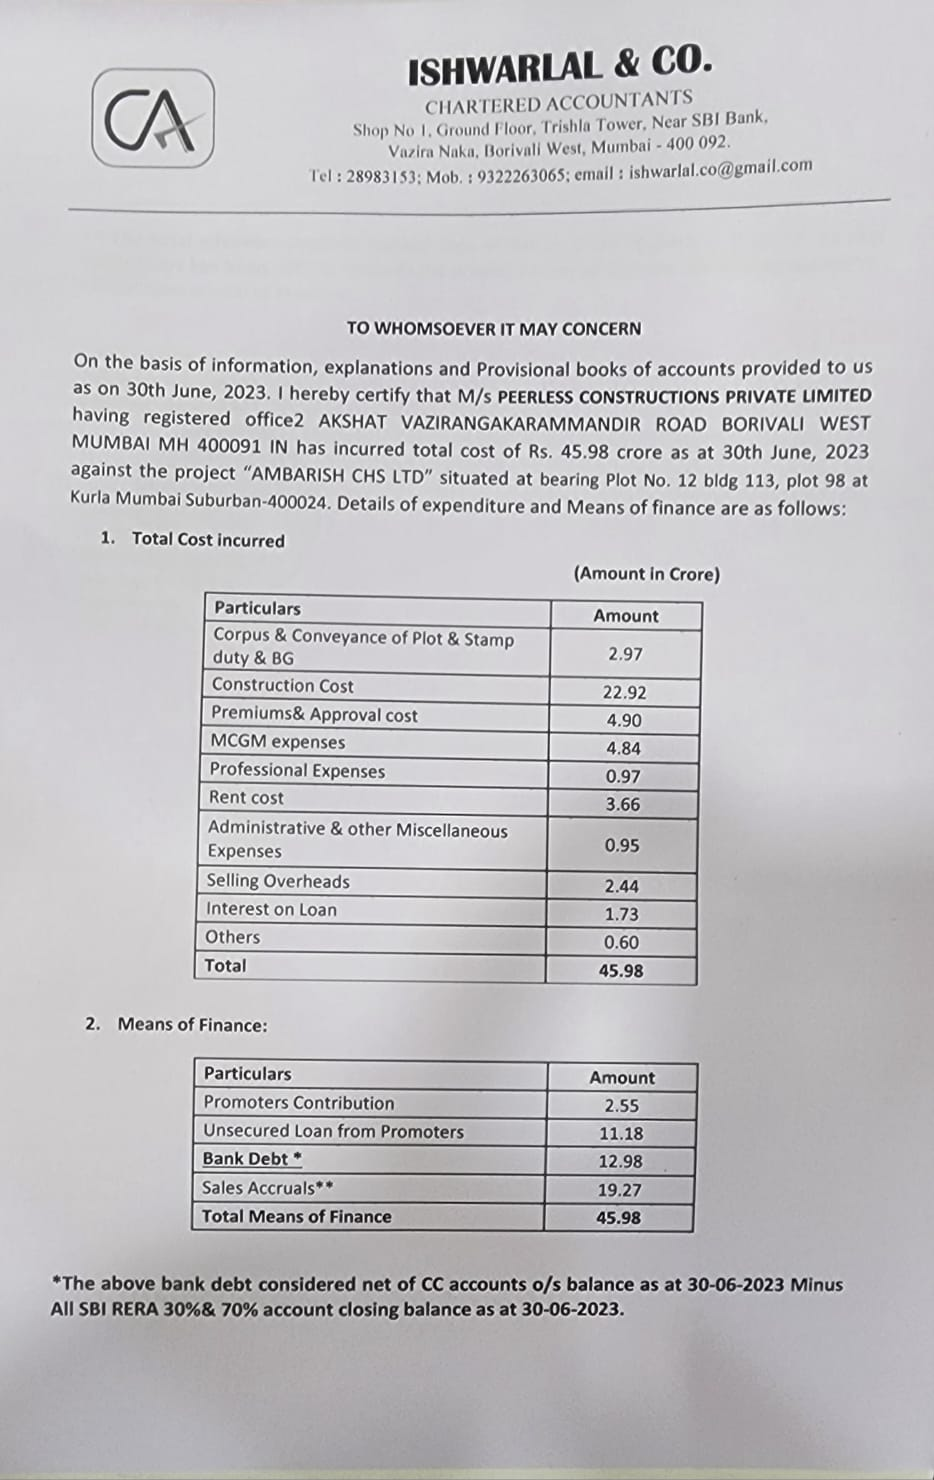 CA
ISHWARLAL & CO.
CHARTERED ACCOUNTANTS
Shop No 1, Ground Floor, Trishla Tower, Near SBI Bank,
Vazira Naka, Borivali West, Mumbai - 400 092.
Tel : 28983153; Mob. : 9322263065; email : ishwarlal.co@gmail.com
TO WHOMSOEVER IT MAY CONCERN
On the basis of information, explanations and Provisional books of accounts provided to us
as on 30th June, 2023. I hereby certify that M/s PEERLESS CONSTRUCTIONS PRIVATE LIMITED
having registered office2 AKSHAT VAZIRANGAKARAMMANDIR ROAD BORIVALI WEST
MUMBAI MH 400091 IN has incurred total cost of Rs. 45.98 crore as at 30th June, 2023
against the project “AMBARISH CHS LTD” situated at bearing Plot No. 12 bldg 113, plot 98 at
Kurla Mumbai Suburban-400024. Details of expenditure and Means of finance are as follows:
1. Total Cost incurred
(Amount in Crore)
Particulars Amount
Corpus & Conveyance of Plot & Stamp
duty & BG 2.97
Construction Cost 22.92
Premiums& Approval cost 4.90
MCGM expenses 4.84
Professional Expenses 0.97
Rent cost 3.66
Administrative & other Miscellaneous
Expenses 0.95
Selling Overheads 2.44
Interest on Loan 1.73
Others 0.60
Total 45.98
2. Means of Finance:
Particulars Amount
Promoters Contribution 2.55
Unsecured Loan from Promoters 11.18
Bank Debt * 12.98
Sales Accruals** 19.27
Total Means of Finance 45.98
*The above bank debt considered net of CC accounts o/s balance as at 30-06-2023 Minus
All SBI RERA 30%& 70% account closing balance as at 30-06-2023.